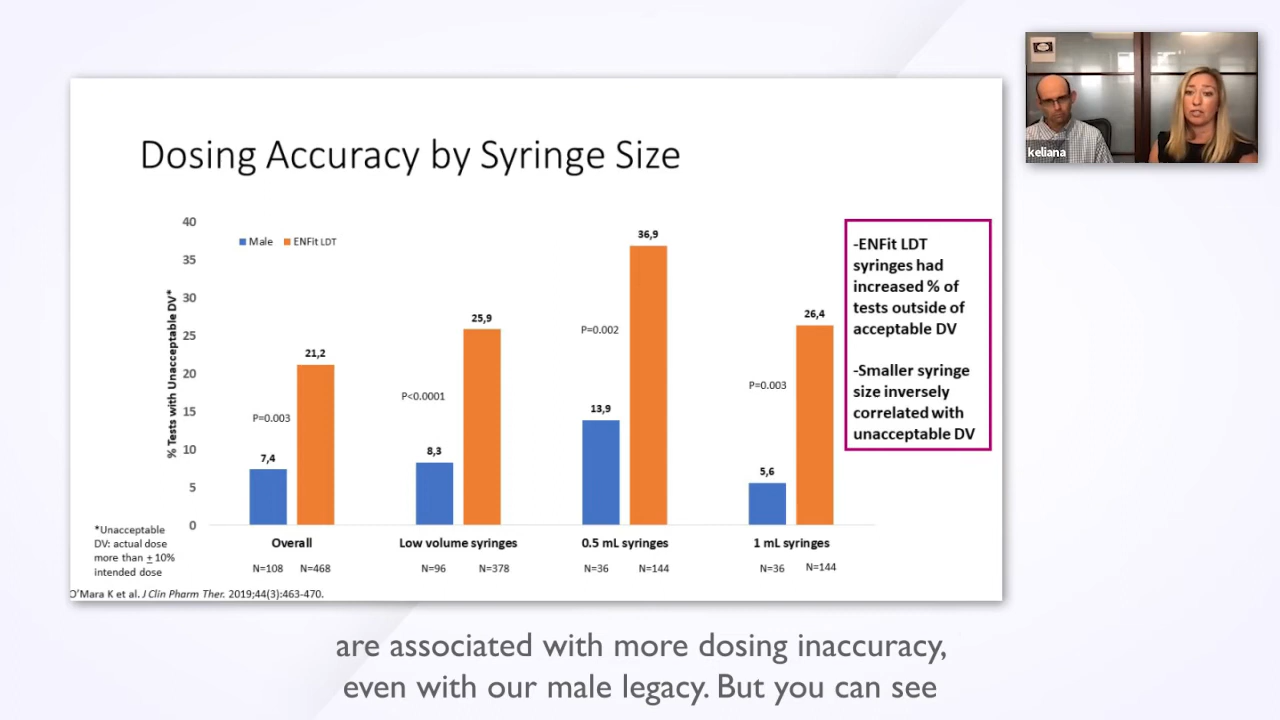 Dosing Accuracy by Syringe Size
% Tests with Unacceptable DV*
40
35
30
25
20
15
10
5
0
Male ENFit LDT
7,4
P=0.003
21,2
8,3
P<0.0001
25,9
13,9
P=0.002
36,9
5,6
P=0.003
26,4
Overall Low volume syringes 0.5 mL syringes 1 mL syringes
N=108 N=468 N=96 N=378 N=36 N=144 N=36 N=144
-ENFit LDT
syringes had
increased % of
tests outside of
acceptable DV
-Smaller syringe
size inversely
correlated with
unacceptable DV
*Unacceptable
DV: actual dose
more than ± 10%
intended dose
O'Mara K et al. J Clin Pharm Ther. 2019;44(3):463-470.
keliana
are associated with more dosing inaccuracy,
even with our male legacy. But you can see